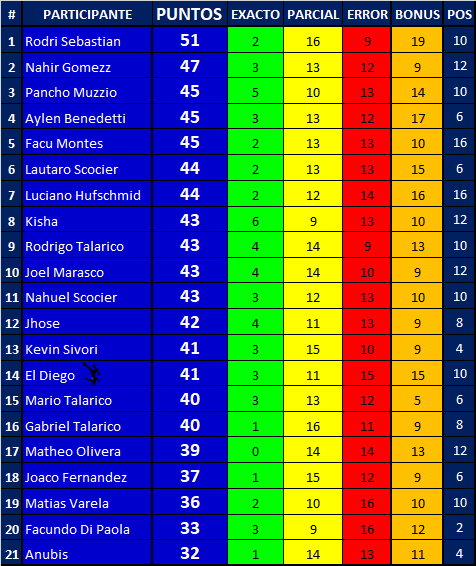 # PARTICIPANTE PUNTOS EXACTO PARCIAL ERROR BONUS POS
1 Rodri Sebastian 51 2 16 9 19 10
2 Nahir Gomezz 47 3 13 12 9 12
3 Pancho Muzzio 45 5 10 13 14 10
4 Aylen Benedetti 45 3 13 12 17 6
5 Facu Montes 45 2 13 13 10 16
6 Lautaro Scocier 44 2 13 13 15 6
7 Luciano Hufschmid 44 2 12 14 16 16
8 Kisha 43 6 9 13 10 12
9 Rodrigo Talarico 43 4 14 9 13 10
10 Joel Marasco 43 4 14 10 9 12
11 Nahuel Scocier 43 3 12 13 10 10
12 Jhose 42 4 11 13 9 8
13 Kevin Sivori 41 3 15 10 9 4
14 El Diego 41 3 11 15 15 10
15 Mario Talarico 40 3 13 12 5 6
16 Gabriel Talarico 40 1 16 11 9 8
17 Matheo Olivera 39 0 14 14 13 12
18 Joaco Fernandez 37 1 15 12 9 6
19 Matias Varela 36 2 10 16 10 10
20 Facundo Di Paola 33 3 9 16 12 2
21 Anubis 32 1 14 13 11 4